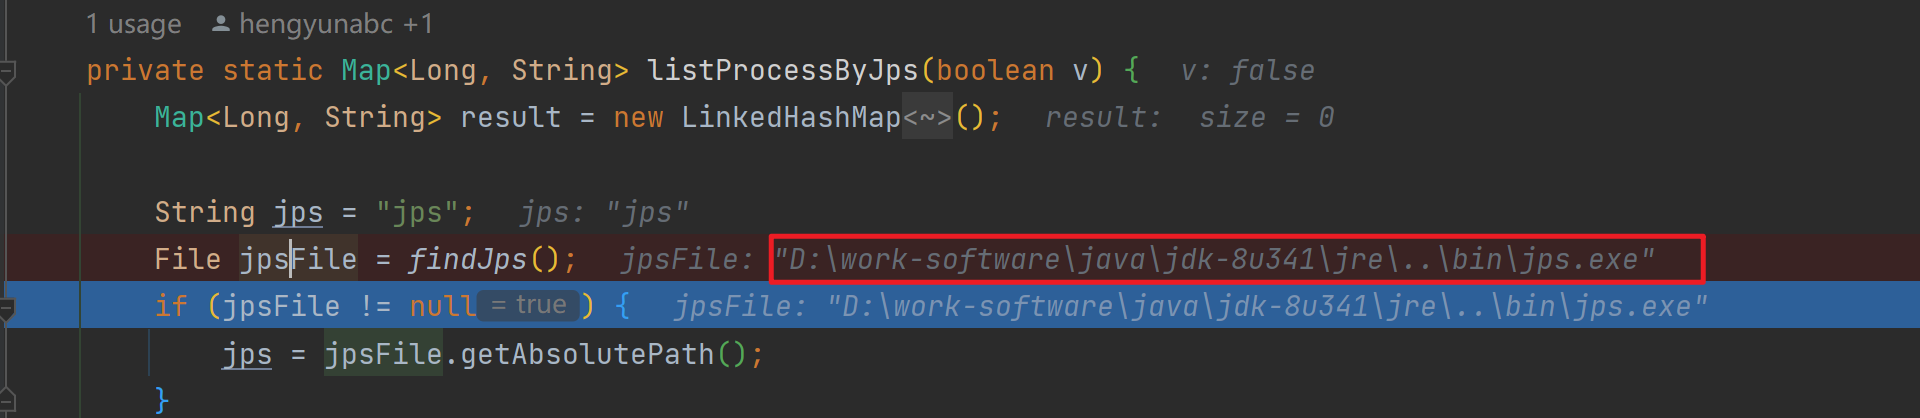 1 usage hengyunabc +1
private static Map<Long, String> listProcessByJps(boolean v) { v: false
Map<Long, String> result = new LinkedHashMap<~>(); result: size = 0
String jps = "jps"; jps: "jps"
File jpsFile = findJps(); jpsFile: "D:\work-software\java\jdk-8u341\jre\..\bin\jps.exe"
if (jpsFile != null = true ) { jpsFile: "D:\work-software\java\jdk-8u341\jre\..\bin\jps.exe"
jps = jpsFile.getAbsolutePath();
}